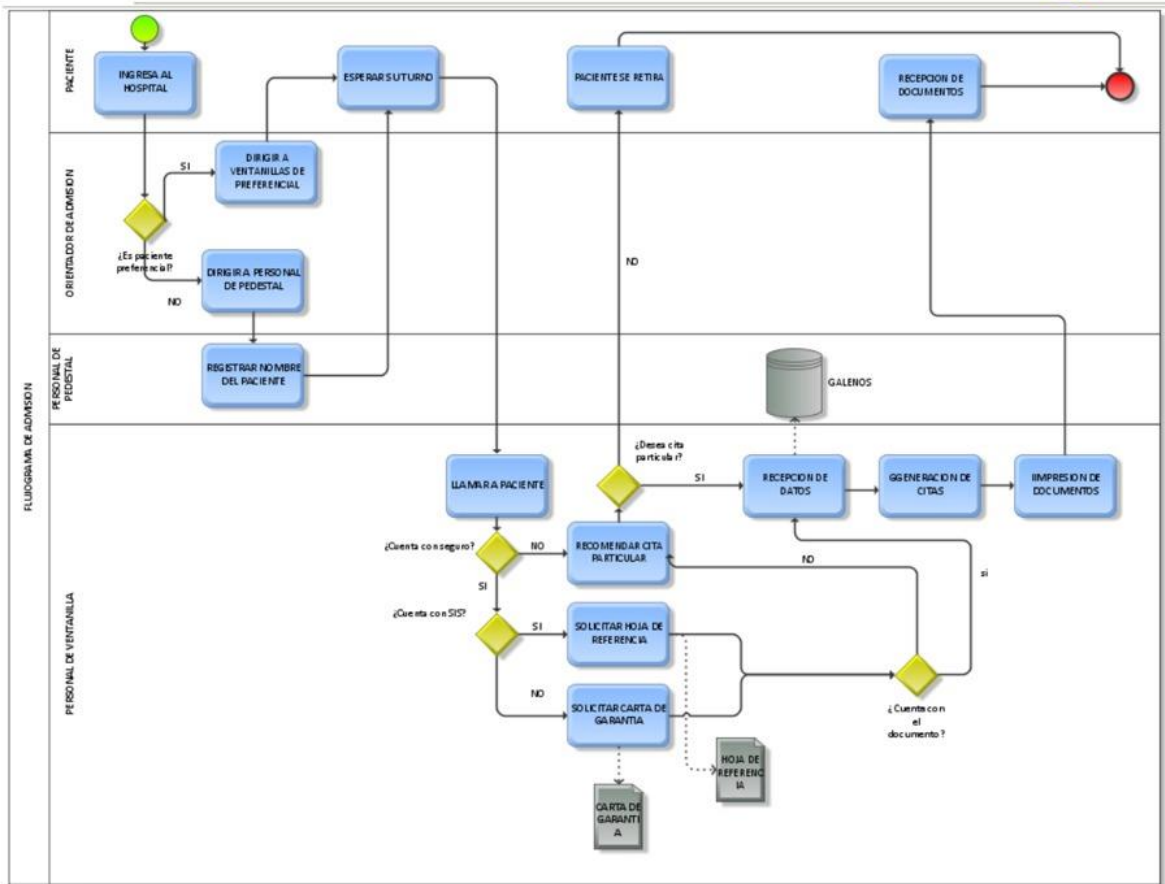 FLUJOGRAMA DE ADMISION
PACIENTE
INGRESA AL
HOSPITAL
ESPERAR SU TURNO
PACIENTE SE RETIRA
RECEPCION DE
DOCUMENTOS
ORIENTADOR DE ADMISION
SI
DIRIGIR A
VENTANILLAS DE
PREFERENCIAL
¿Es paciente
preferencial?
NO
DIRIGIR A PERSONAL
DE PEDESTAL
NO
PERSONAL DE
PEDESTAL
REGISTRAR NOMBRE
DEL PACIENTE
GALENOS
PERSONAL DE VENTANILLA
LLAMAR A PACIENTE
¿Desea cita
particular?
SI
RECEPCION DE
DATOS
GGENERACION DE
CITAS
IIMPRESION DE
DOCUMENTOS
¿Cuenta con seguro?
NO
RECOMENDAR CITA
PARTICULAR
NO
si
SI
¿Cuenta con SIS?
SI
SOLICITAR HOJA DE
REFERENCIA
NO
SOLICITAR CARTA DE
GARANTIA
¿Cuenta con
el
documento?
HOJA DE
REFERENC
IA
CARTA DE
GARANT
IA